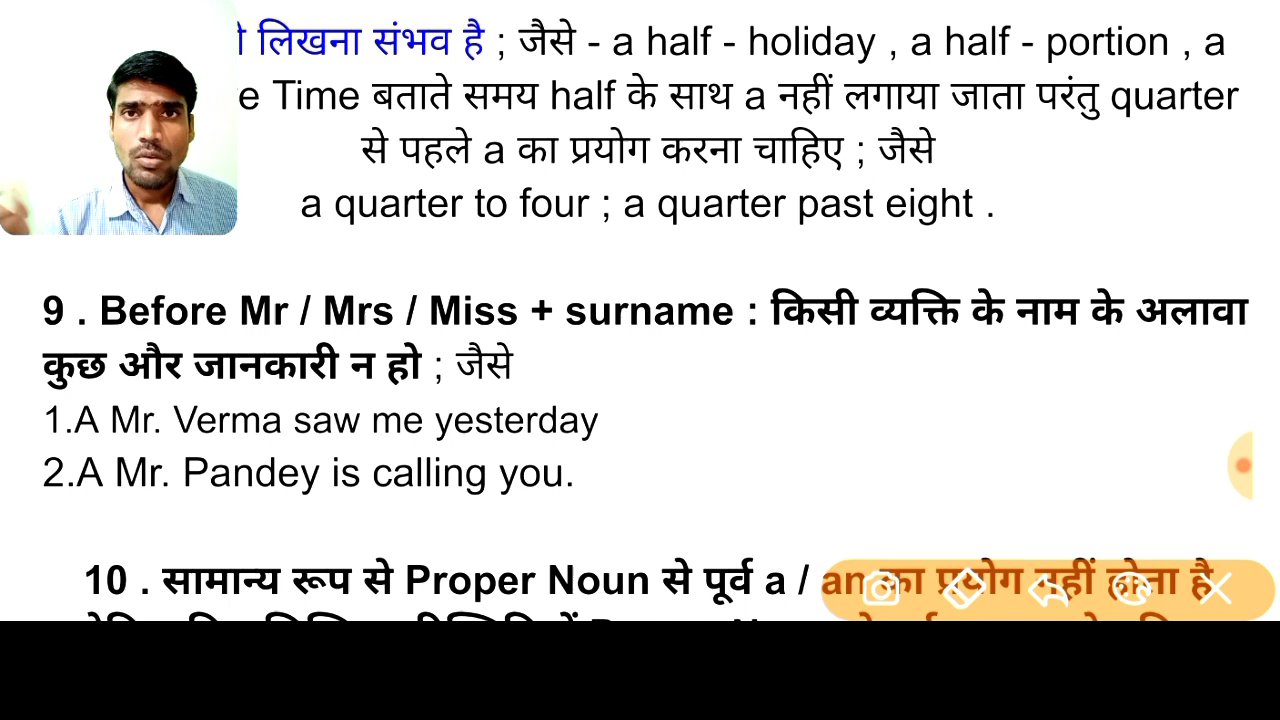 लिखना संभव है ; जैसे - a half - holiday , a half - portion , a
Time बताते समय half के साथ a नहीं लगाया जाता परंतु quarter
से पहले a का प्रयोग करना चाहिए ; जैसे
a quarter to four ; a quarter past eight .
9 . Before Mr / Mrs / Miss + surname : किसी व्यक्ति के नाम के अलावा
कुछ और जानकारी न हो ; जैसे
1.A Mr. Verma saw me yesterday
2.A Mr. Pandey is calling you.
10 . सामान्य रूप से Proper Noun से पूर्व a / an का प्रयोग नहीं होता है